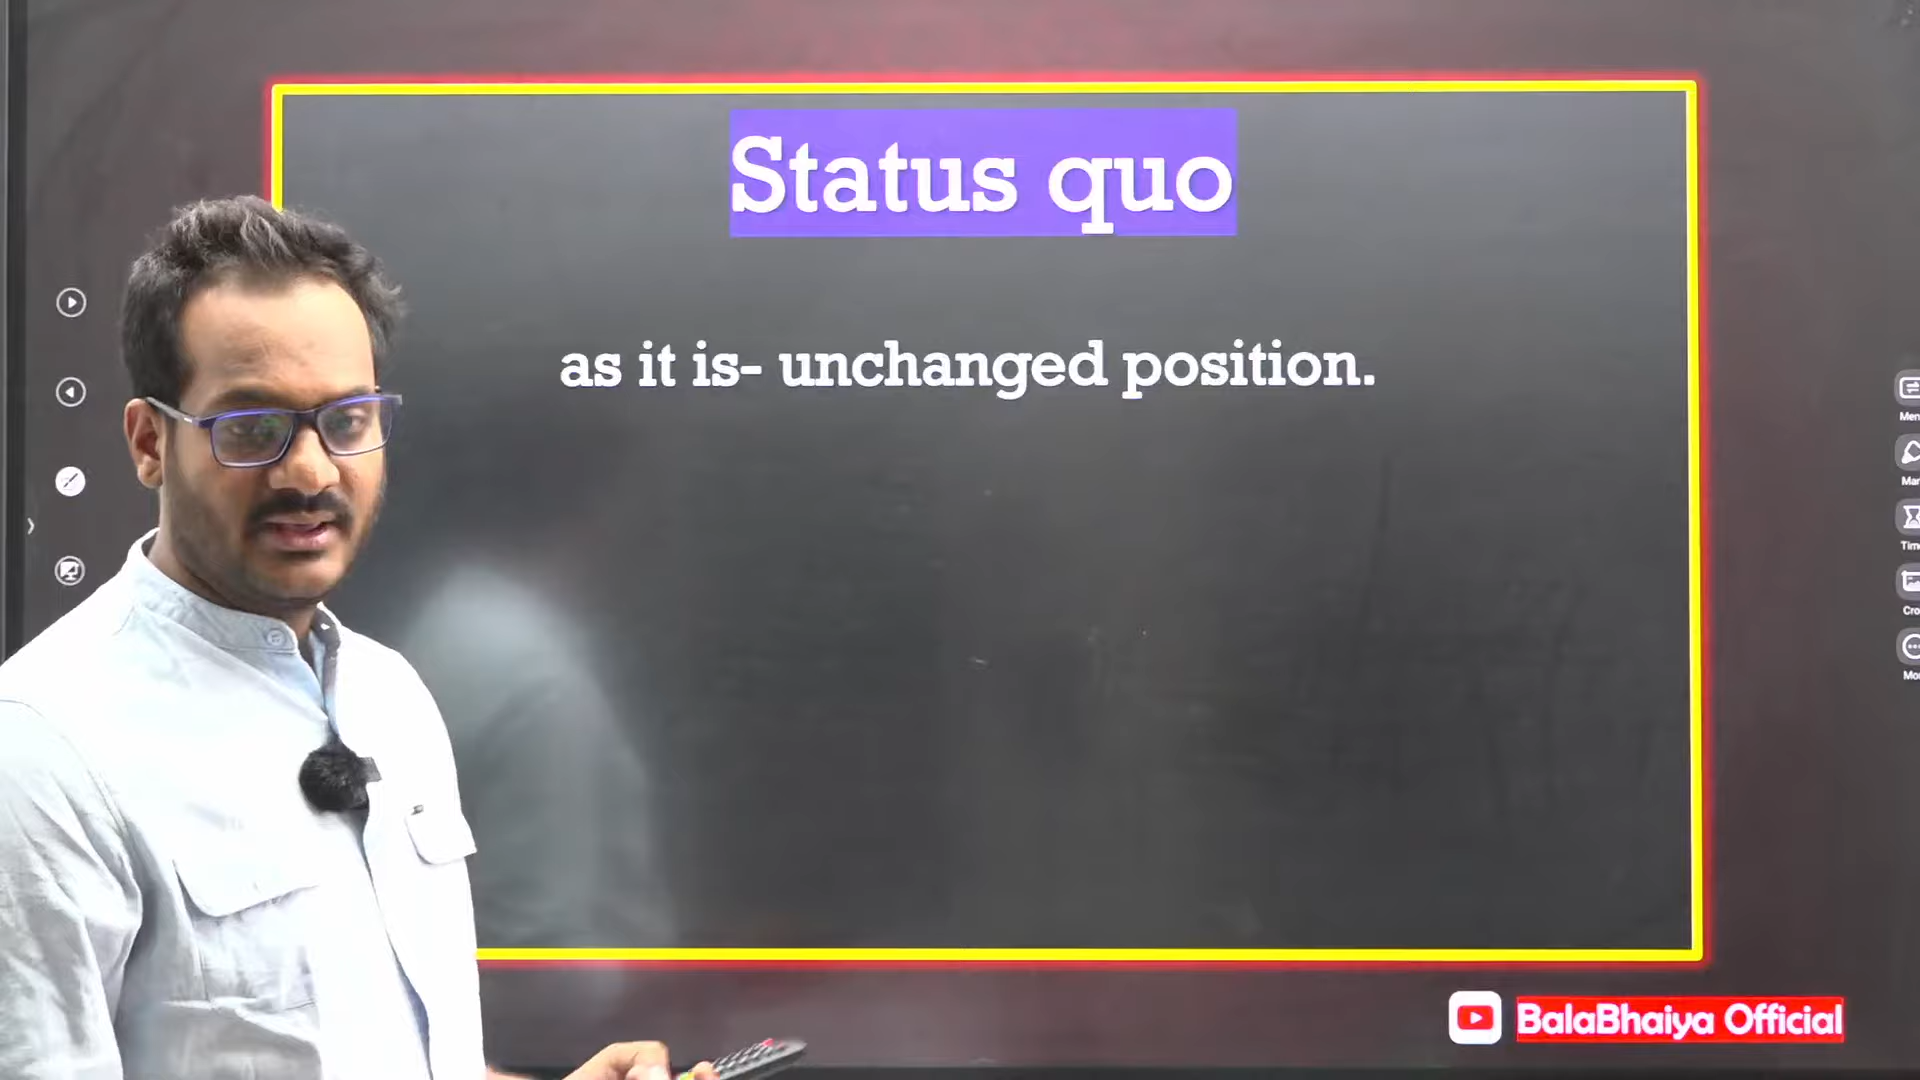 Status quo
as it is- unchanged position.
BalaBhaiya Official